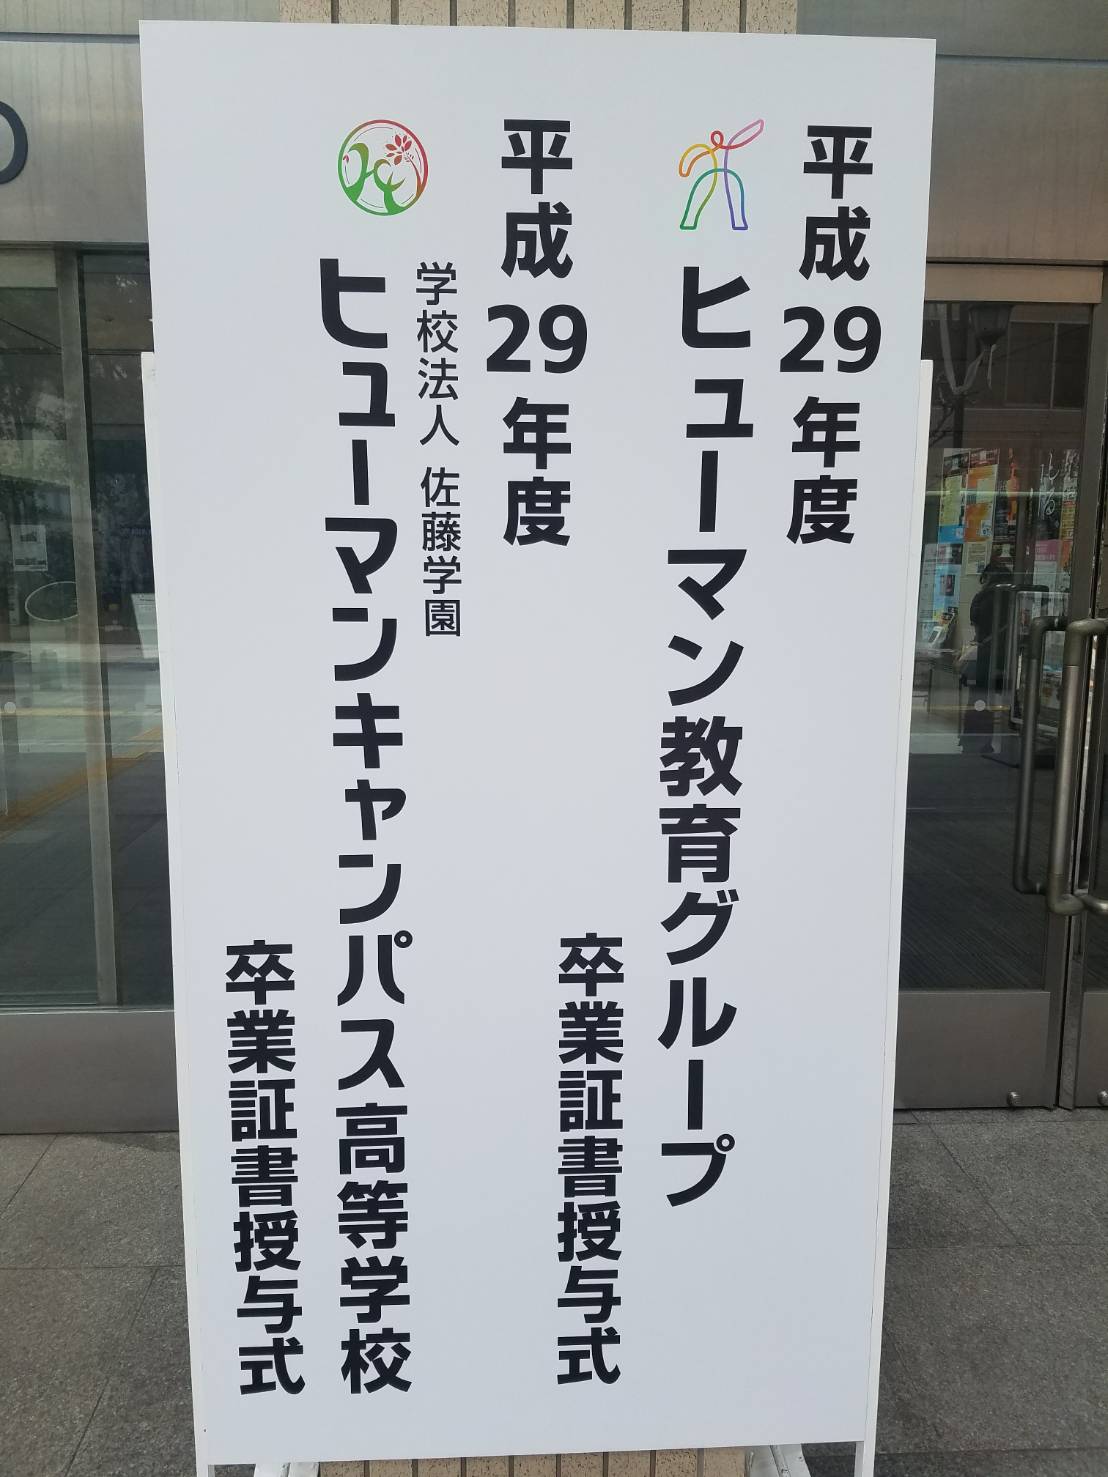 平成29年度
ヒューマン教育グループ
卒業証書授与式
平成29年度
学校法人 佐藤学園
ヒューマンキャンパス高等学校
卒業証書授与式